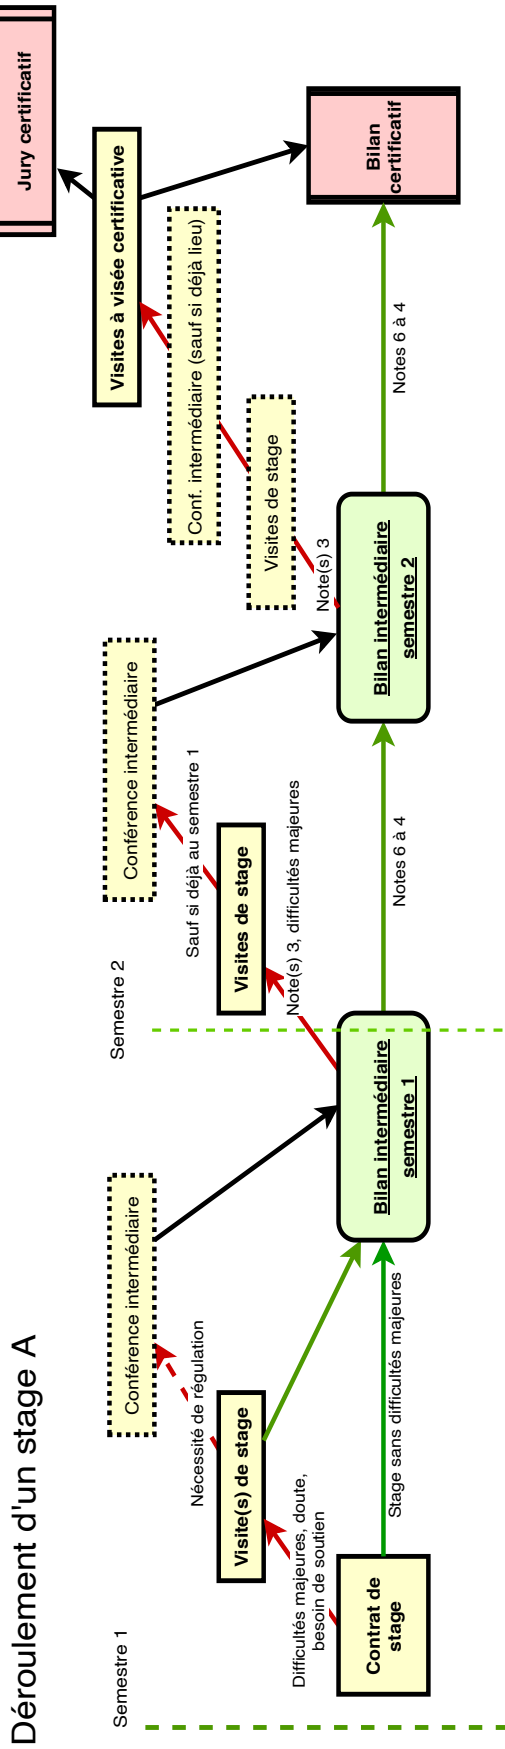 Déroulement d'un stage A
Semestre 1
Contrat de
stage
Difficultés majeures, doute,
besoin de soutien
Stage sans difficultés majeures
Visite(s) de stage
Nécessité de régulation
Conférence intermédiaire
Bilan intermédiaire
semestre 1
Semestre 2
Note(s) 3, difficultés majeures
Notes 6 à 4
Visites de stage
Sauf si déjà au semestre 1
Conférence intermédiaire
Bilan intermédiaire
semestre 2
Note(s) 3
Notes 6 à 4
Visites de stage
Conf. intermédiaire (sauf si déjà lieu)
Visites à visée certificative
Jury certificatif
Bilan
certificatif